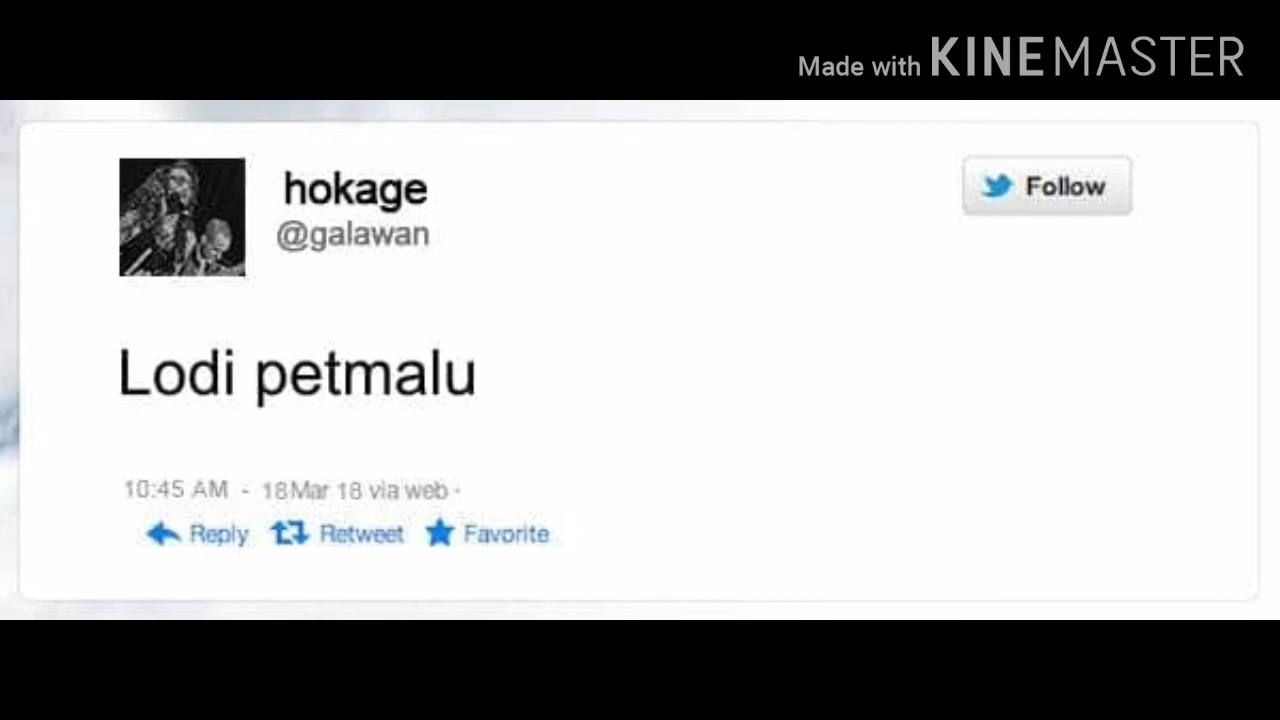 Made with KINEMASTER
hokage
@galawan
Follow
Lodi petmalu
10:45 AM - 18 Mar 18 via web ·
Reply Retweet Favorite